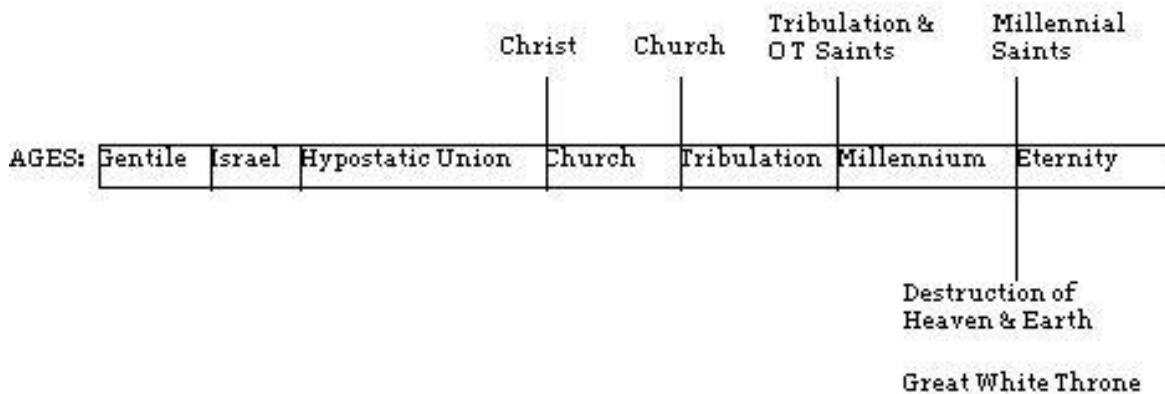 Christ
Church
Tribulation &
OT Saints
Millennial
Saints
AGES: Gentile Israel Hypostatic Union Church Tribulation Millennium Eternity
Destruction of
Heaven & Earth
Great White Throne